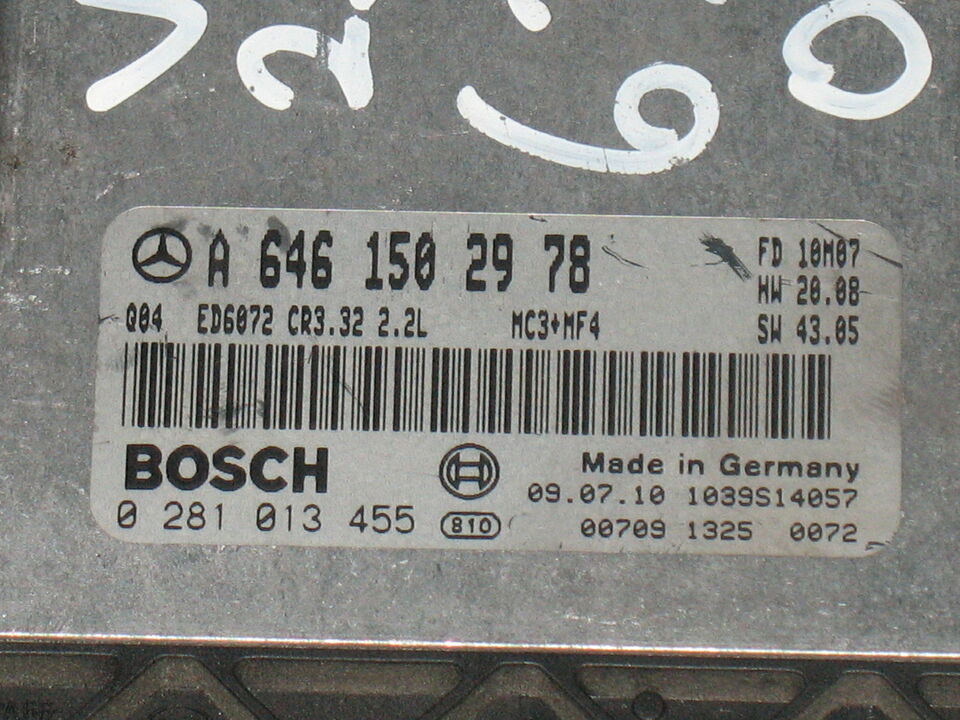 A 646 150 29 78
FD 10M07
HW 20.08
Q04 ED6072 CR3.32 2.2L MC3+MF4
SW 43.05
BOSCH
Made in Germany
09.07.10 1039S14057
0 281 013 455 810
00709 1325 0072